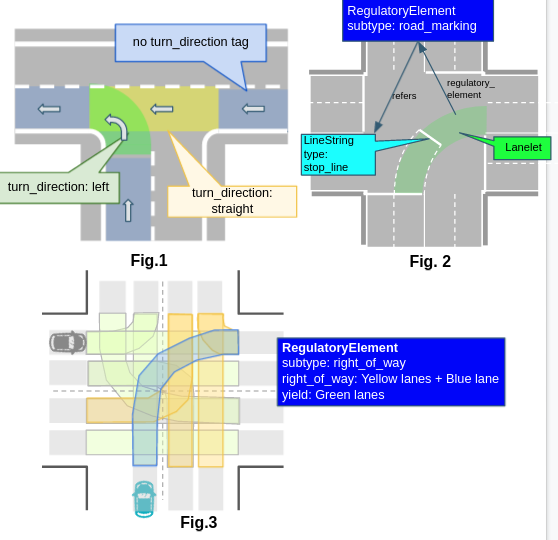 no turn_direction tag
turn_direction: left
turn_direction:
straight
Fig.1
RegulatoryElement
subtype: road_marking
refers
regulatory_
element
LineString
type:
stop_line
Lanelet
Fig. 2
RegulatoryElement
subtype: right_of_way
right_of_way: Yellow lanes + Blue lane
yield: Green lanes
Fig.3